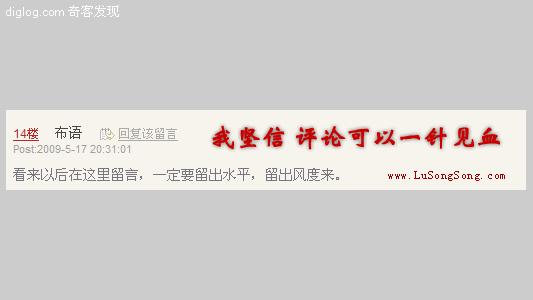 diglog.com 奇客发现
14楼 布语 回复该留言
我坚信 评论可以一针见血
Post:2009-5-17 20:31:01
看来以后在这里留言，一定要留出水平，留出风度来。
www.LuSongSong.com